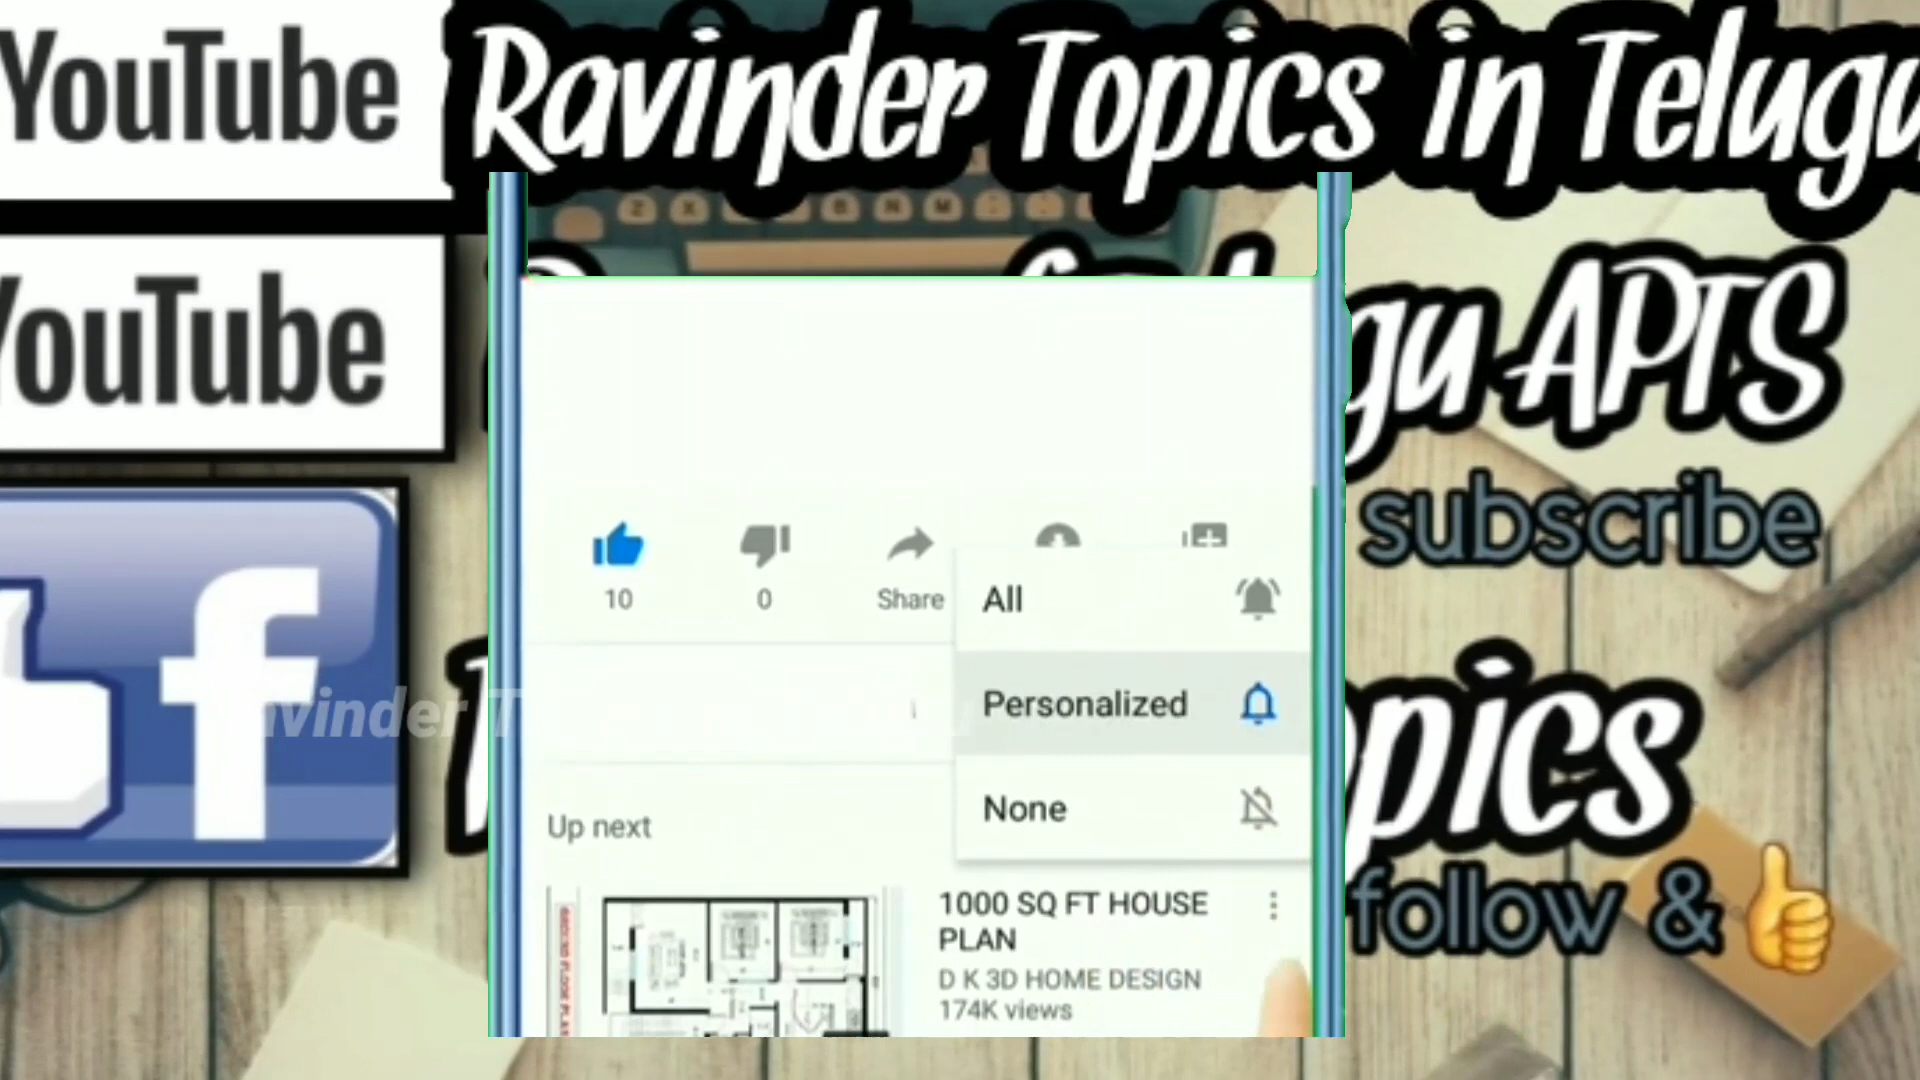 YouTube Ravinder Topics in Telugu
YouTube gu APTS
subscribe
10 0 Share
All
Personalized
None
Up next
pics
follow & 👍
1000 SQ FT HOUSE
PLAN
D K 3D HOME DESIGN
174K views